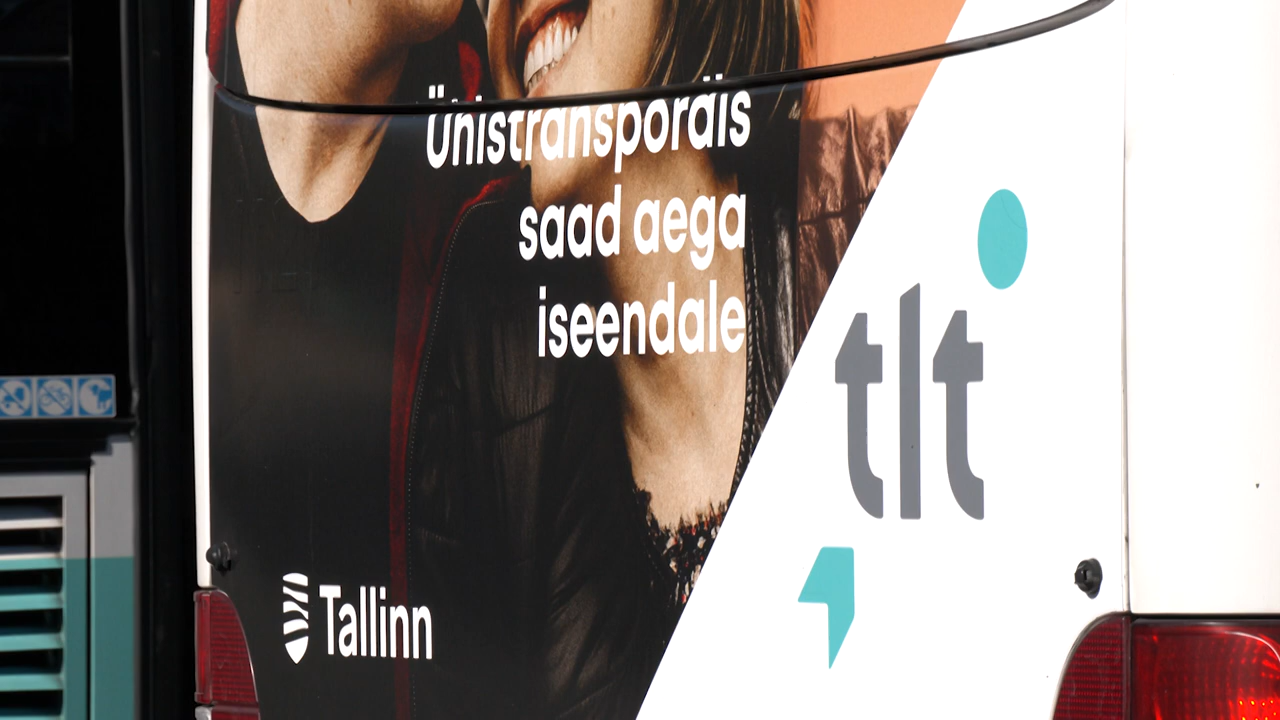 Ühistranspordis
saad aega
iseendale
tlt
Tallinn